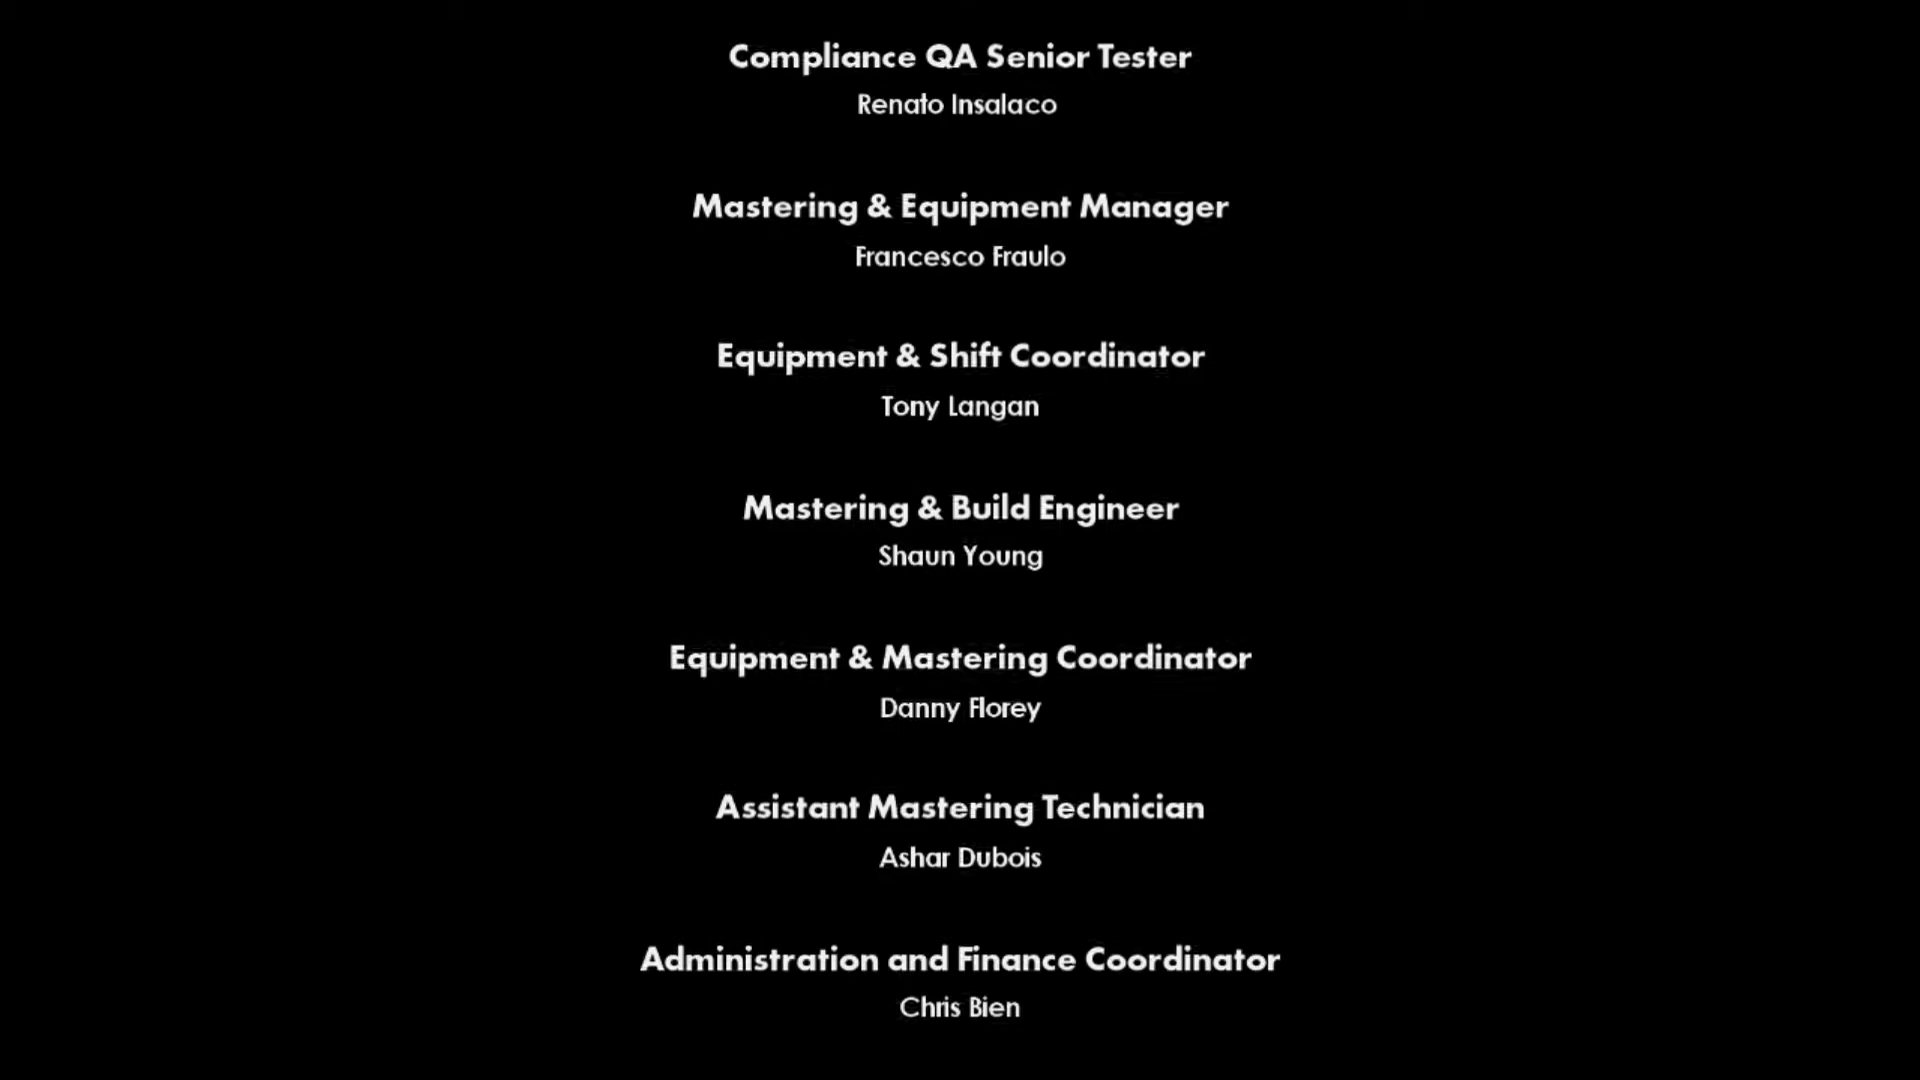 Compliance QA Senior Tester
Renato Insalaco
Mastering & Equipment Manager
Francesco Fraulo
Equipment & Shift Coordinator
Tony Langan
Mastering & Build Engineer
Shaun Young
Equipment & Mastering Coordinator
Danny Florey
Assistant Mastering Technician
Ashar Dubois
Administration and Finance Coordinator
Chris Bien